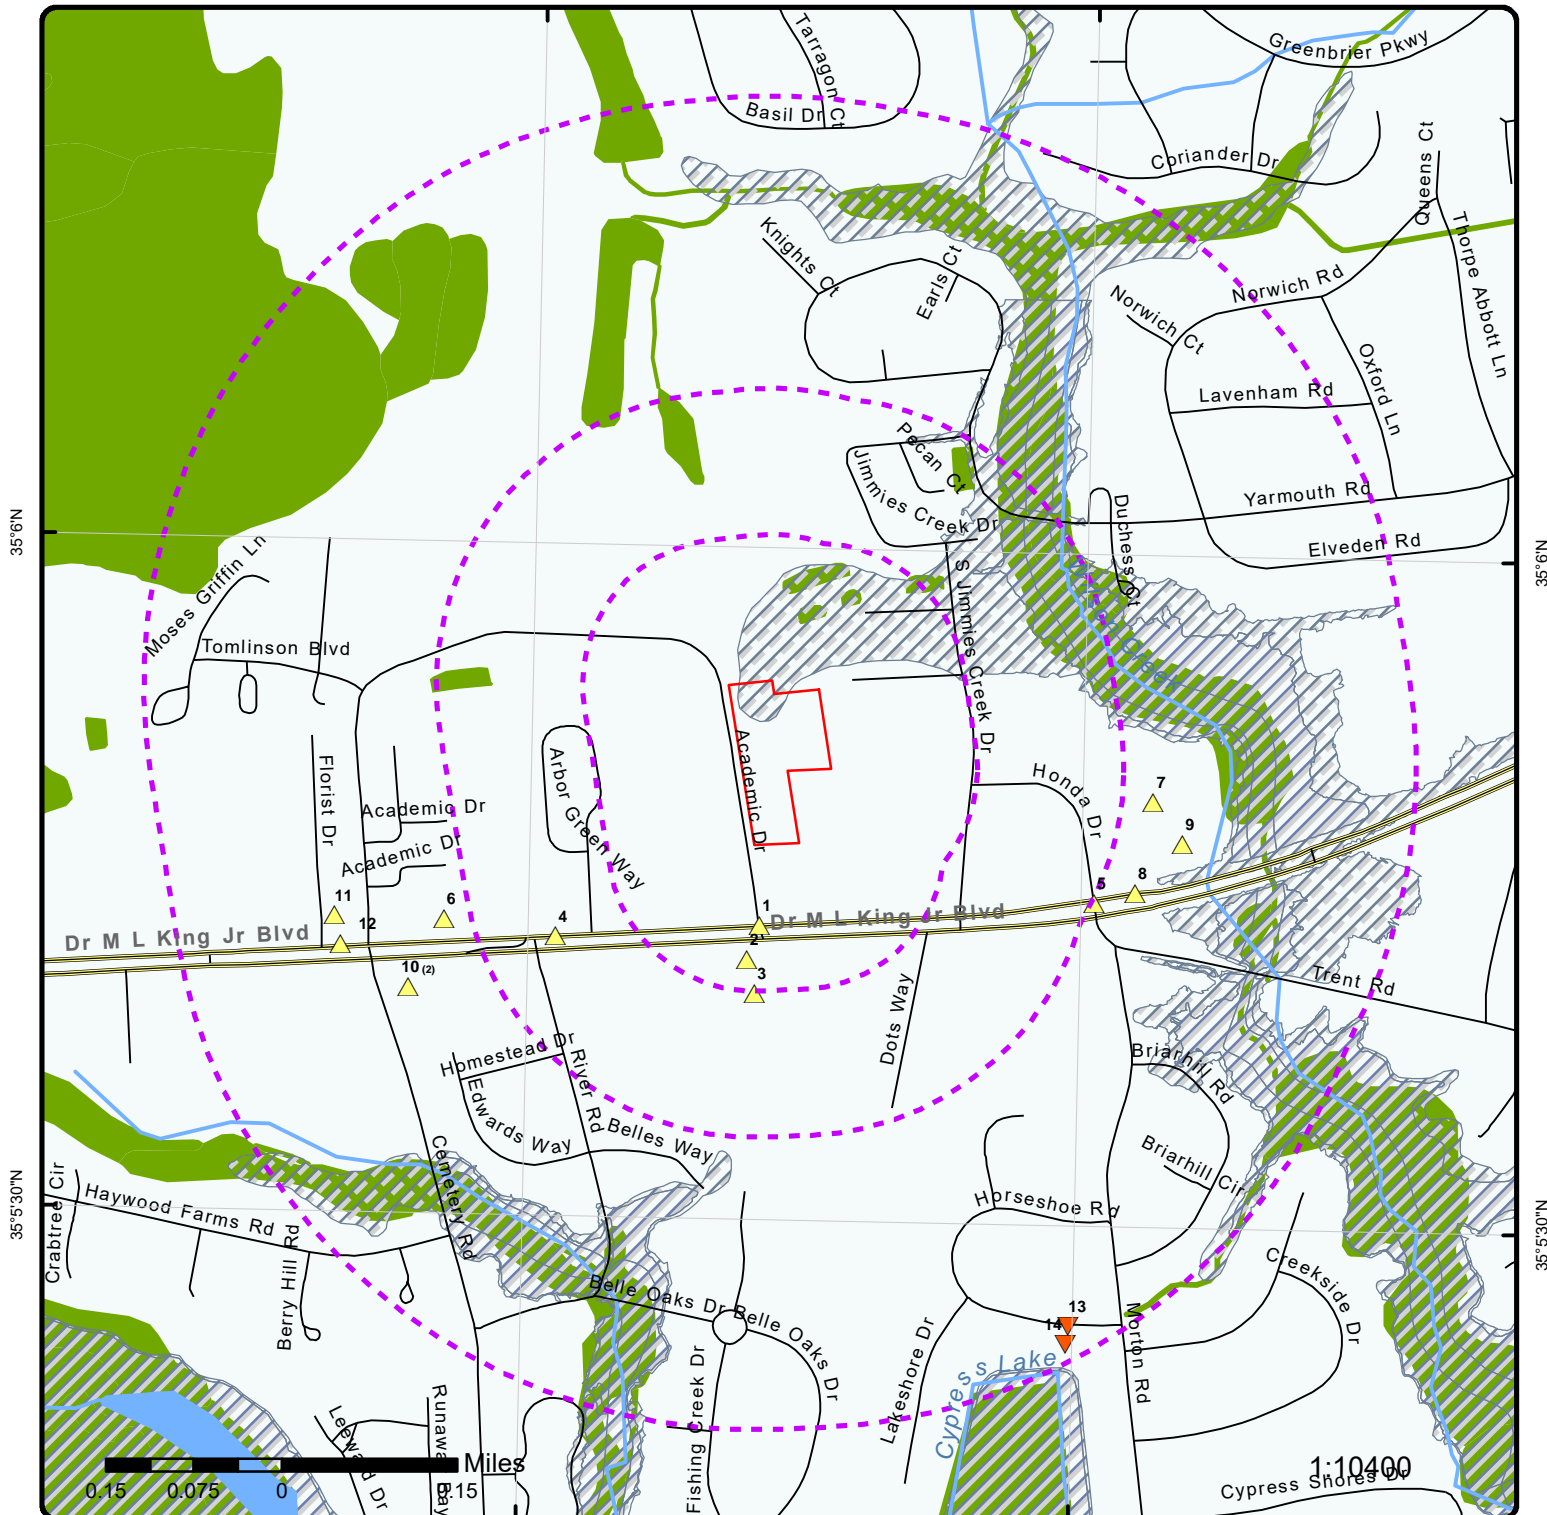 Tarragon Ct
Greenbrier Pkwy
Basil Dr
Coriander Dr
Queens Ct
Thorpe Abbott Ln
Knights Ct
Earls Ct
Norwich Rd
Norwich Ct
Oxford Ln
Lavenham Rd
Pecan Ct
Jimmies Creek Dr
Yarmouth Rd
Duchess Ct
Elveden Rd
35°6'N
35°6'N
Moses Griffin Ln
Tomlinson Blvd
S Jimmies Creek Dr
Creek
Academic Dr
Arbor Green Way
Florist Dr
Academic Dr
Academic Dr
Honda Dr
7
9
8
5
11
12
6
4
1
2
3
10 (2)
Dr M L King Jr Blvd
Dr M L King Jr Blvd
Trent Rd
Dots Way
Homestead Dr
River Rd
Edwards Way
Belles Way
Briarhill Rd
Briarhill Cir
Cemetery Rd
35°5'30"N
35°5'30"N
Crabtree Cir
Haywood Farms Rd
Berry Hill Rd
Horseshoe Rd
Creekside Dr
Belle Oaks Dr
Belle Oaks Dr
13
14
Morton Rd
Lakeshore Dr
Cypress Lake
Fishing Creek Dr
Leeward Dr
Runaway Bay
Miles
0.15
0.075
0
0.15
1:10400
Cypress Shores Dr